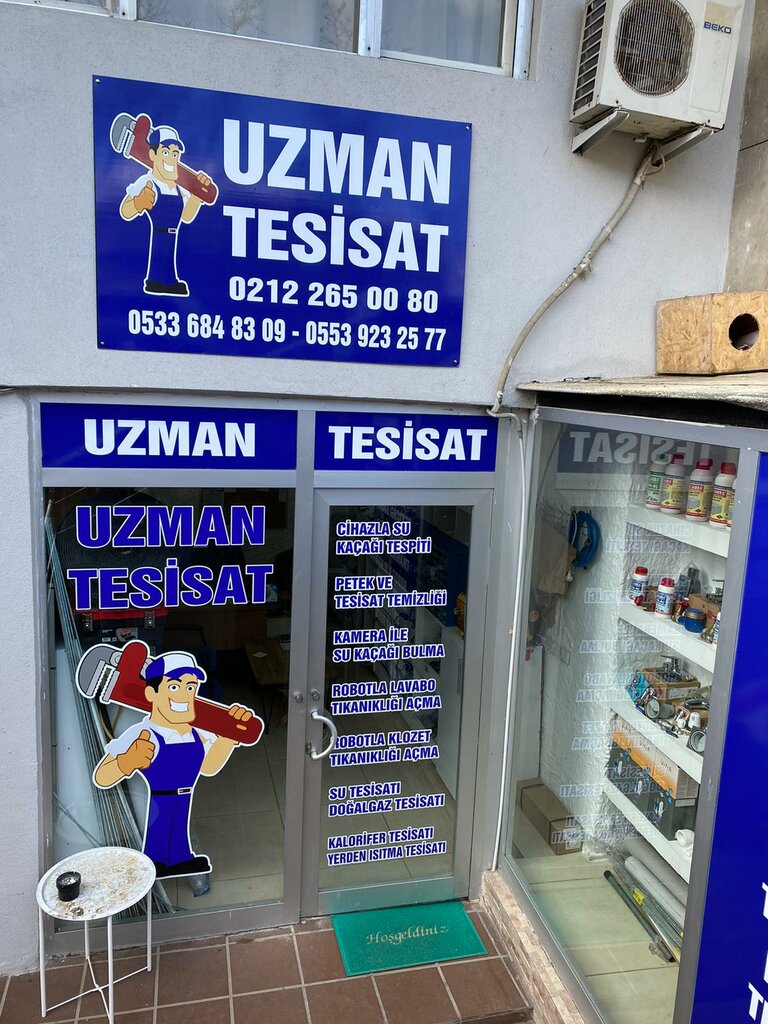 BEKO
UZMAN
TESİSAT
0212 265 00 80
0533 684 83 09 - 0553 923 25 77
UZMAN
TESİSAT
UZMAN
TESİSAT
CİHAZLA SU
KAÇAĞI TESPİTİ
PETEK VE
TESİSAT TEMİZLİĞİ
KAMERA İLE
SU KAÇAĞI BULMA
ROBOTLA LAVABO
TIKANIKLIĞI AÇMA
ROBOTLA KLOZET
TIKANIKLIĞI AÇMA
SU TESİSATI
DOĞALGAZ TESİSATI
KALORİFER TESİSATI
YERDEN ISITMA TESİSATI
Hoşgeldiniz
TESİSAT